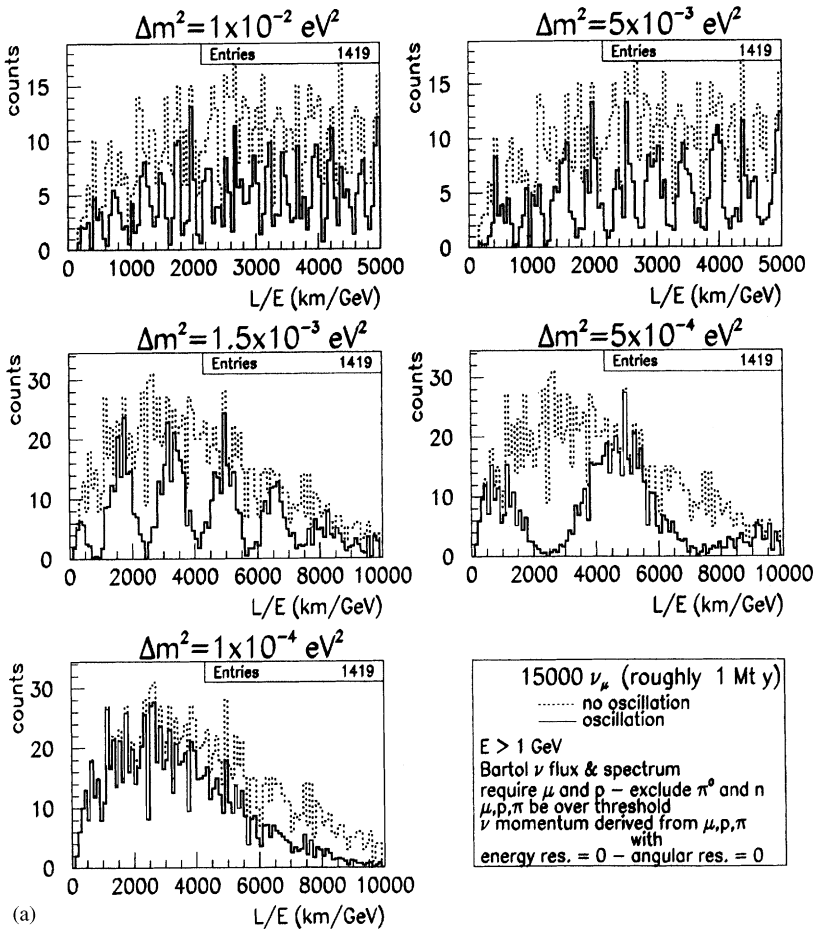 Δm²=1x10⁻² eV²
Entries 1419
counts
15
10
5
0
0 1000 2000 3000 4000 5000
L/E (km/GeV)
Δm²=5x10⁻³ eV²
Entries 1419
counts
15
10
5
0
0 1000 2000 3000 4000 5000
L/E (km/GeV)
Δm²=1.5x10⁻³ eV²
Entries 1419
counts
30
20
10
0
0 2000 4000 6000 8000 10000
L/E (km/GeV)
Δm²=5x10⁻⁴ eV²
Entries 1419
counts
30
20
10
0
0 2000 4000 6000 8000 10000
L/E (km/GeV)
Δm²=1x10⁻⁴ eV²
Entries 1419
counts
30
20
10
0
0 2000 4000 6000 8000 10000
L/E (km/GeV)
15000 νμ (roughly 1 Mt y)
no oscillation
oscillation
E > 1 GeV
Bartol ν flux & spectrum
require μ and p – exclude π⁰ and n
μ,p,π be over threshold
ν momentum derived from μ,p,π
with
energy res. = 0 – angular res. = 0
(a)